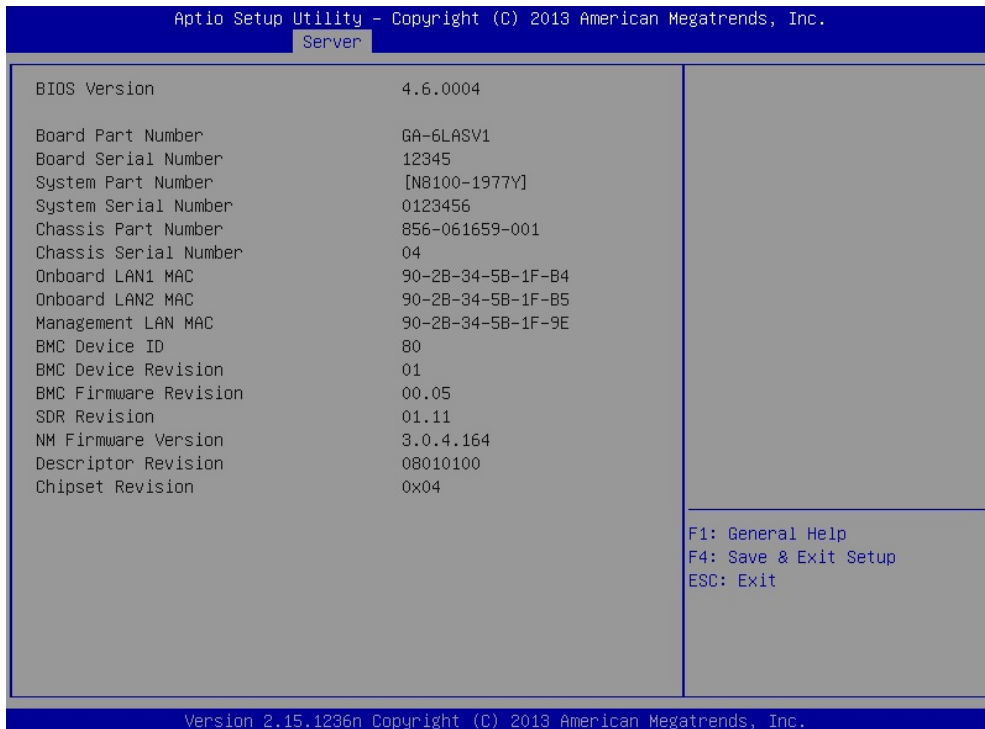 Aptio Setup Utility – Copyright (C) 2013 American Megatrends, Inc.
Server
BIOS Version 4.6.0004
Board Part Number GA-6LASV1
Board Serial Number 12345
System Part Number [N8100-1977Y]
System Serial Number 0123456
Chassis Part Number 856-061659-001
Chassis Serial Number 04
Onboard LAN1 MAC 90-2B-34-5B-1F-B4
Onboard LAN2 MAC 90-2B-34-5B-1F-B5
Management LAN MAC 90-2B-34-5B-1F-9E
BMC Device ID 80
BMC Device Revision 01
BMC Firmware Revision 00.05
SDR Revision 01.11
NM Firmware Version 3.0.4.164
Descriptor Revision 08010100
Chipset Revision 0x04
F1: General Help
F4: Save & Exit Setup
ESC: Exit
Version 2.15.1236n Copyright (C) 2013 American Megatrends, Inc.